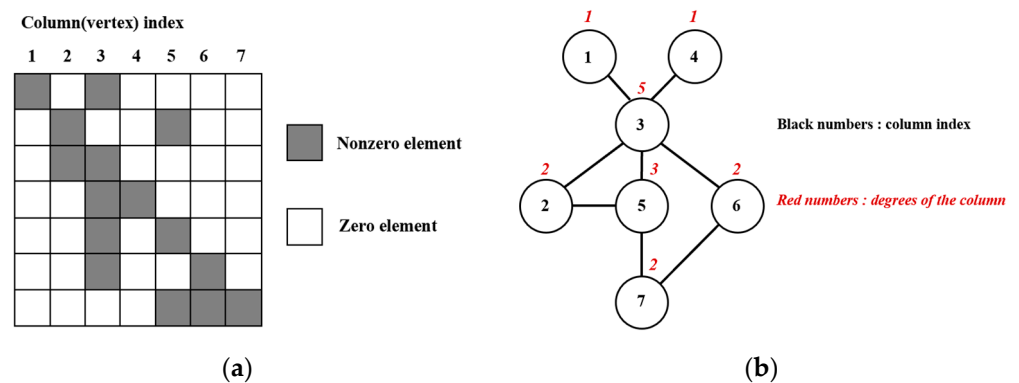 Column(vertex) index
1 2 3 4 5 6 7
Nonzero element
Zero element
(a)
1 1
1 4
5
3
2 3 2
2 5 6
2
7
Black numbers : column index
Red numbers : degrees of the column
(b)